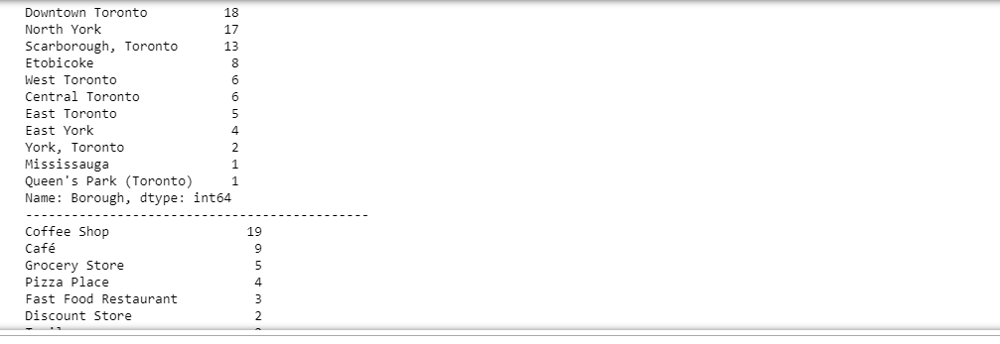 Downtown Toronto          18
North York                17
Scarborough, Toronto      13
Etobicoke                  8
West Toronto               6
Central Toronto            6
East Toronto               5
East York                  4
York, Toronto              2
Mississauga                1
Queen's Park (Toronto)     1
Name: Borough, dtype: int64
---------------------------------------------
Coffee Shop                  19
Café                          9
Grocery Store                 5
Pizza Place                   4
Fast Food Restaurant          3
Discount Store                2